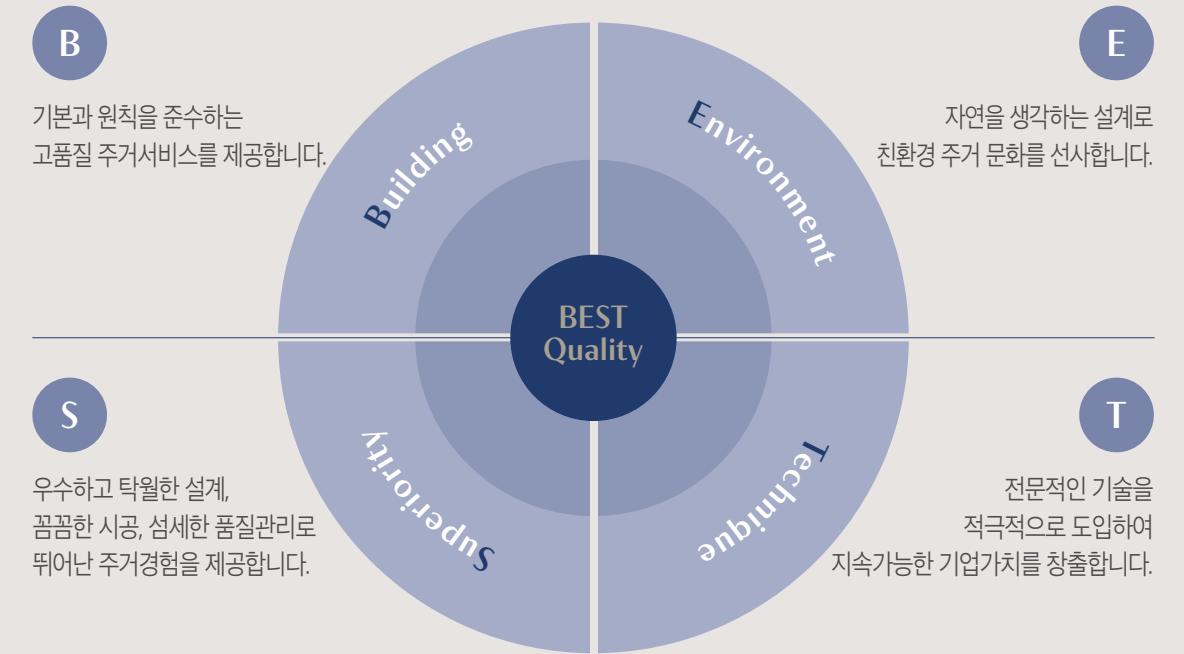 B
기본과 원칙을 준수하는
고품질 주거서비스를 제공합니다.
Building
E
자연을 생각하는 설계로
친환경 주거 문화를 선사합니다.
Environment
BEST
Quality
S
우수하고 탁월한 설계,
꼼꼼한 시공, 섬세한 품질관리로
뛰어난 주거경험을 제공합니다.
Superiority
T
전문적인 기술을
적극적으로 도입하여
지속가능한 기업가치를 창출합니다.
Technique